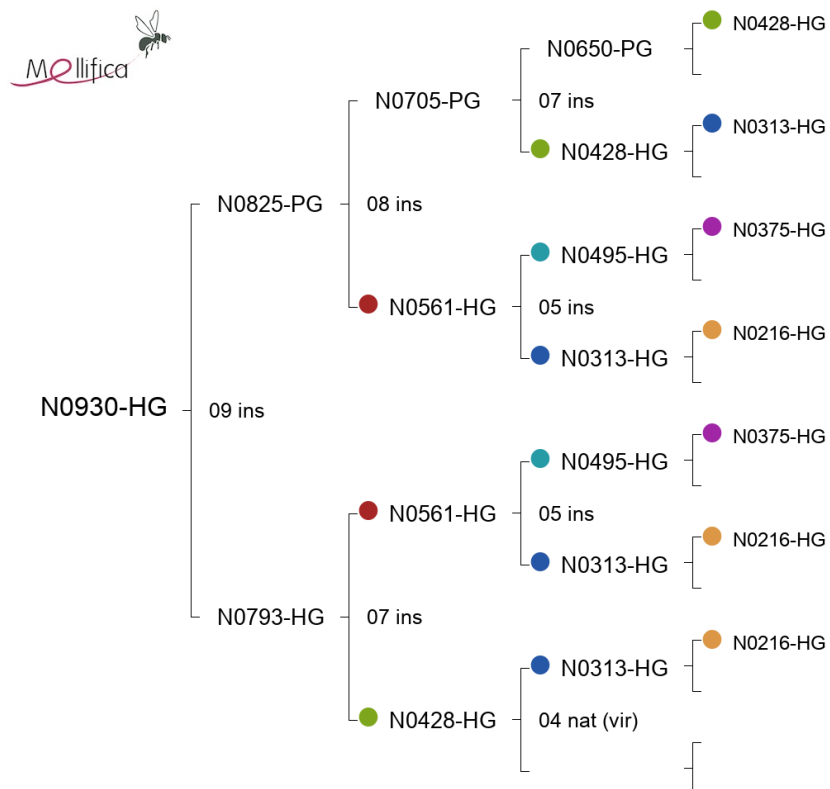 Mellifica
N0428-HG
N0650-PG
N0705-PG
07 ins
N0313-HG
N0428-HG
N0825-PG
08 ins
N0375-HG
N0495-HG
N0561-HG
05 ins
N0216-HG
N0313-HG
N0930-HG
09 ins
N0375-HG
N0495-HG
N0561-HG
05 ins
N0216-HG
N0313-HG
N0793-HG
07 ins
N0216-HG
N0313-HG
N0428-HG
04 nat (vir)